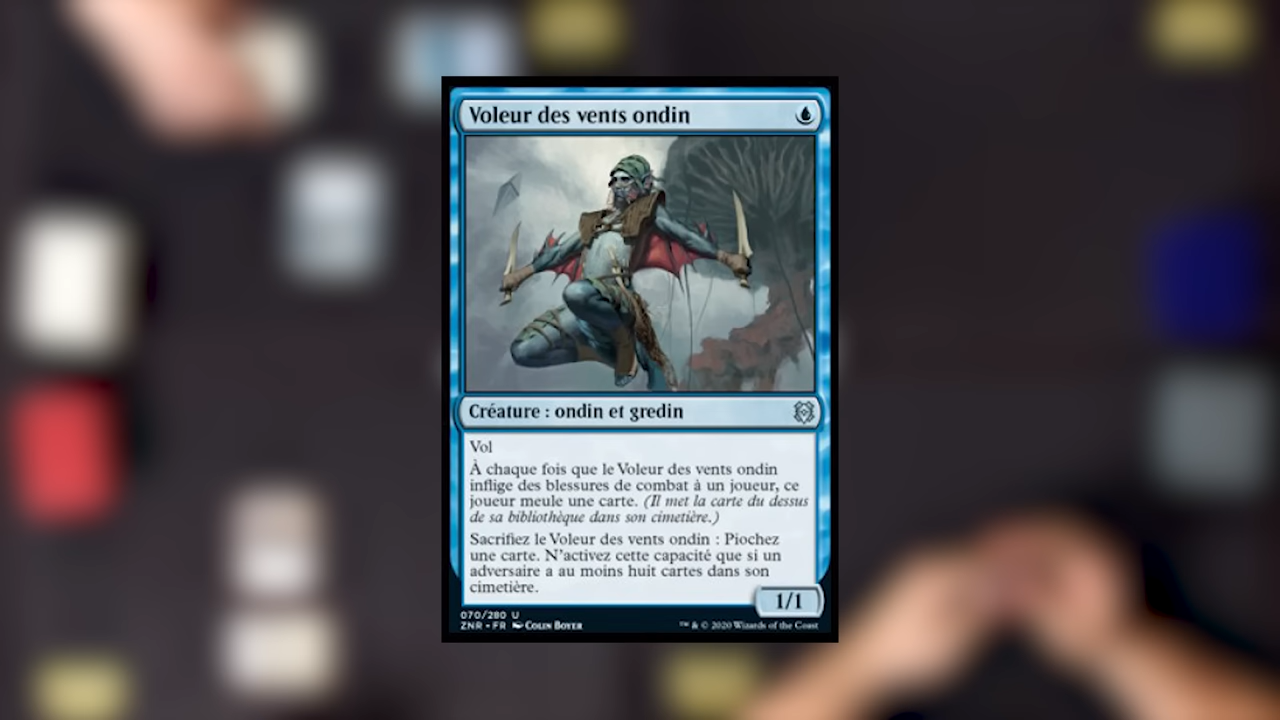 Voleur des vents ondin
Créature : ondin et gredin
Vol
À chaque fois que le Voleur des vents ondin
inflige des blessures de combat à un joueur, ce
joueur meule une carte. (Il met la carte du dessus
de sa bibliothèque dans son cimetière.)
Sacrifiez le Voleur des vents ondin : Piochez
une carte. N'activez cette capacité que si un
adversaire a au moins huit cartes dans son
cimetière.
1/1
070/280 U
ZNR • FR Colin Boyer
™ & © 2020 Wizards of the Coast